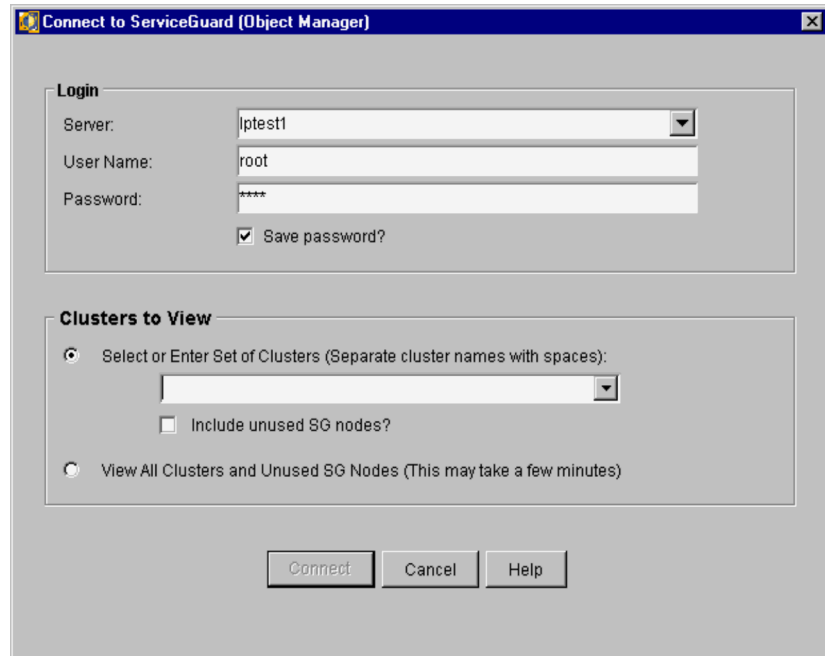 Connect to ServiceGuard (Object Manager)
Login
Server: lptest1
User Name: root
Password: ****
Save password?
Clusters to View
Select or Enter Set of Clusters (Separate cluster names with spaces):
Include unused SG nodes?
View All Clusters and Unused SG Nodes (This may take a few minutes)
Connect Cancel Help